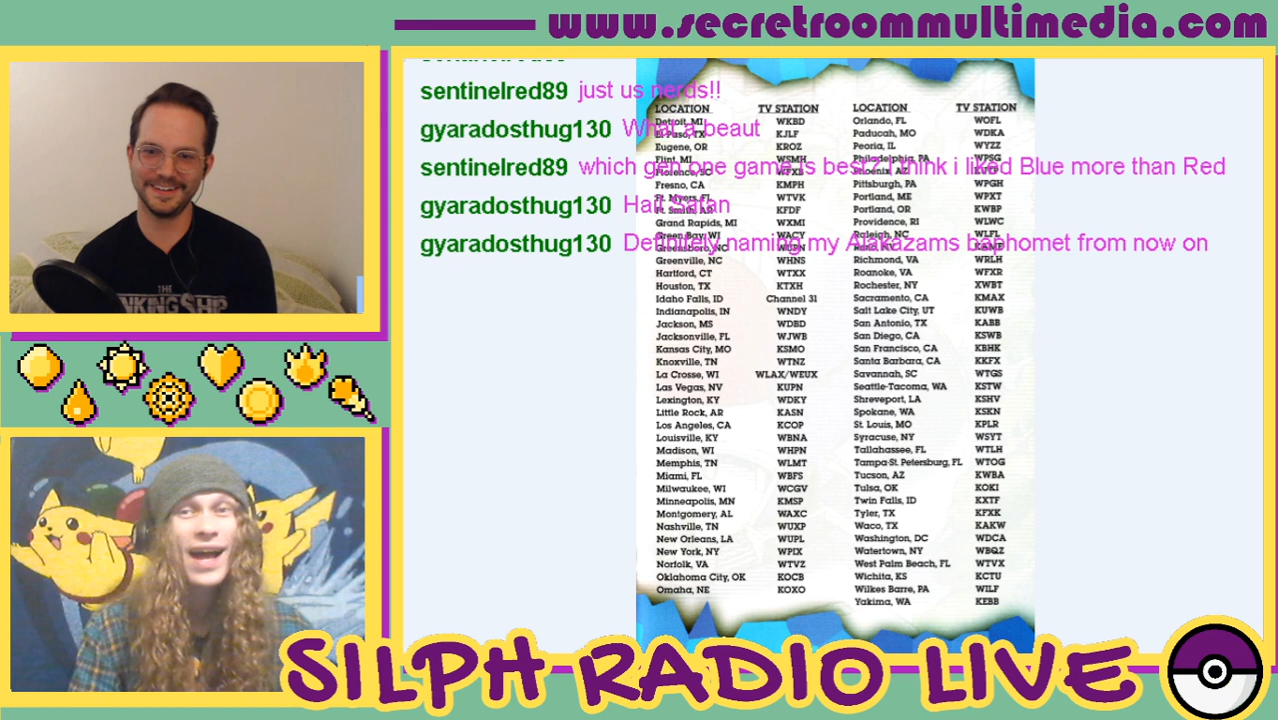 www.secretroommultimedia.com
sentinelred89 just us nerds!!
gyaradosthug130 What a beaut
sentinelred89 which gen one game is best? I think i liked Blue more than Red
gyaradosthug130 Hail Satan
gyaradosthug130 Definitely naming my Alakazams baphomet from now on
LOCATION TV STATION LOCATION TV STATION
Detroit, MI WKBD Orlando, FL WOFL
El Paso, TX KJLF Paducah, MO WDKA
Eugene, OR KROZ Peoria, IL WYZZ
Flint, MI WSMH Philadelphia, PA WPSG
Florence, SC WFXB Phoenix, AZ
Fresno, CA KMPH Pittsburgh, PA WPGH
Ft. Myers, FL WTVK Portland, ME WPXT
Ft. Smith, AR KFDF Portland, OR KWBP
Grand Rapids, MI WXMI Providence, RI WLWC
Green Bay, WI WACY Raleigh, NC WLFL
Greensboro, NC WUPN
Greenville, NC WHNS Richmond, VA WRLH
Hartford, CT WTXX Roanoke, VA WFXR
Houston, TX KTXH Rochester, NY XWBT
Idaho Falls, ID Channel 31 Sacramento, CA KMAX
Indianapolis, IN WNDY Salt Lake City, UT KUWB
Jackson, MS WDBD San Antonio, TX KABB
Jacksonville, FL WJWB San Diego, CA KSWB
Kansas City, MO KSMO San Francisco, CA KBHK
Knoxville, TN WTNZ Santa Barbara, CA KKFX
La Crosse, WI WLAX/WEUX Savannah, SC WTGS
Las Vegas, NV KUPN Seattle-Tacoma, WA KSTW
Lexington, KY WDKY Shreveport, LA KSHV
Little Rock, AR KASN Spokane, WA KSKN
Los Angeles, CA KCOP St. Louis, MO KPLR
Louisville, KY WBNA Syracuse, NY WSYT
Madison, WI WHPN Tallahassee, FL WTLH
Memphis, TN WLMT Tampa-St. Petersburg, FL WTOG
Miami, FL WBFS Tucson, AZ KWBA
Milwaukee, WI WCGV Tulsa, OK KOKI
Minneapolis, MN KMSP Twin Falls, ID KXTF
Montgomery, AL WAXC Tyler, TX KFXK
Nashville, TN WUXP Waco, TX KAKW
New Orleans, LA WUPL Washington, DC WDCA
New York, NY WPIX Watertown, NY WBQZ
Norfolk, VA WTVZ West Palm Beach, FL WTVX
Oklahoma City, OK KOCB Wichita, KS KCTU
Omaha, NE KOXO Wilkes Barre, PA WILF
Yakima, WA KEBB
THE
SHIP
SILPH RADIO LIVE